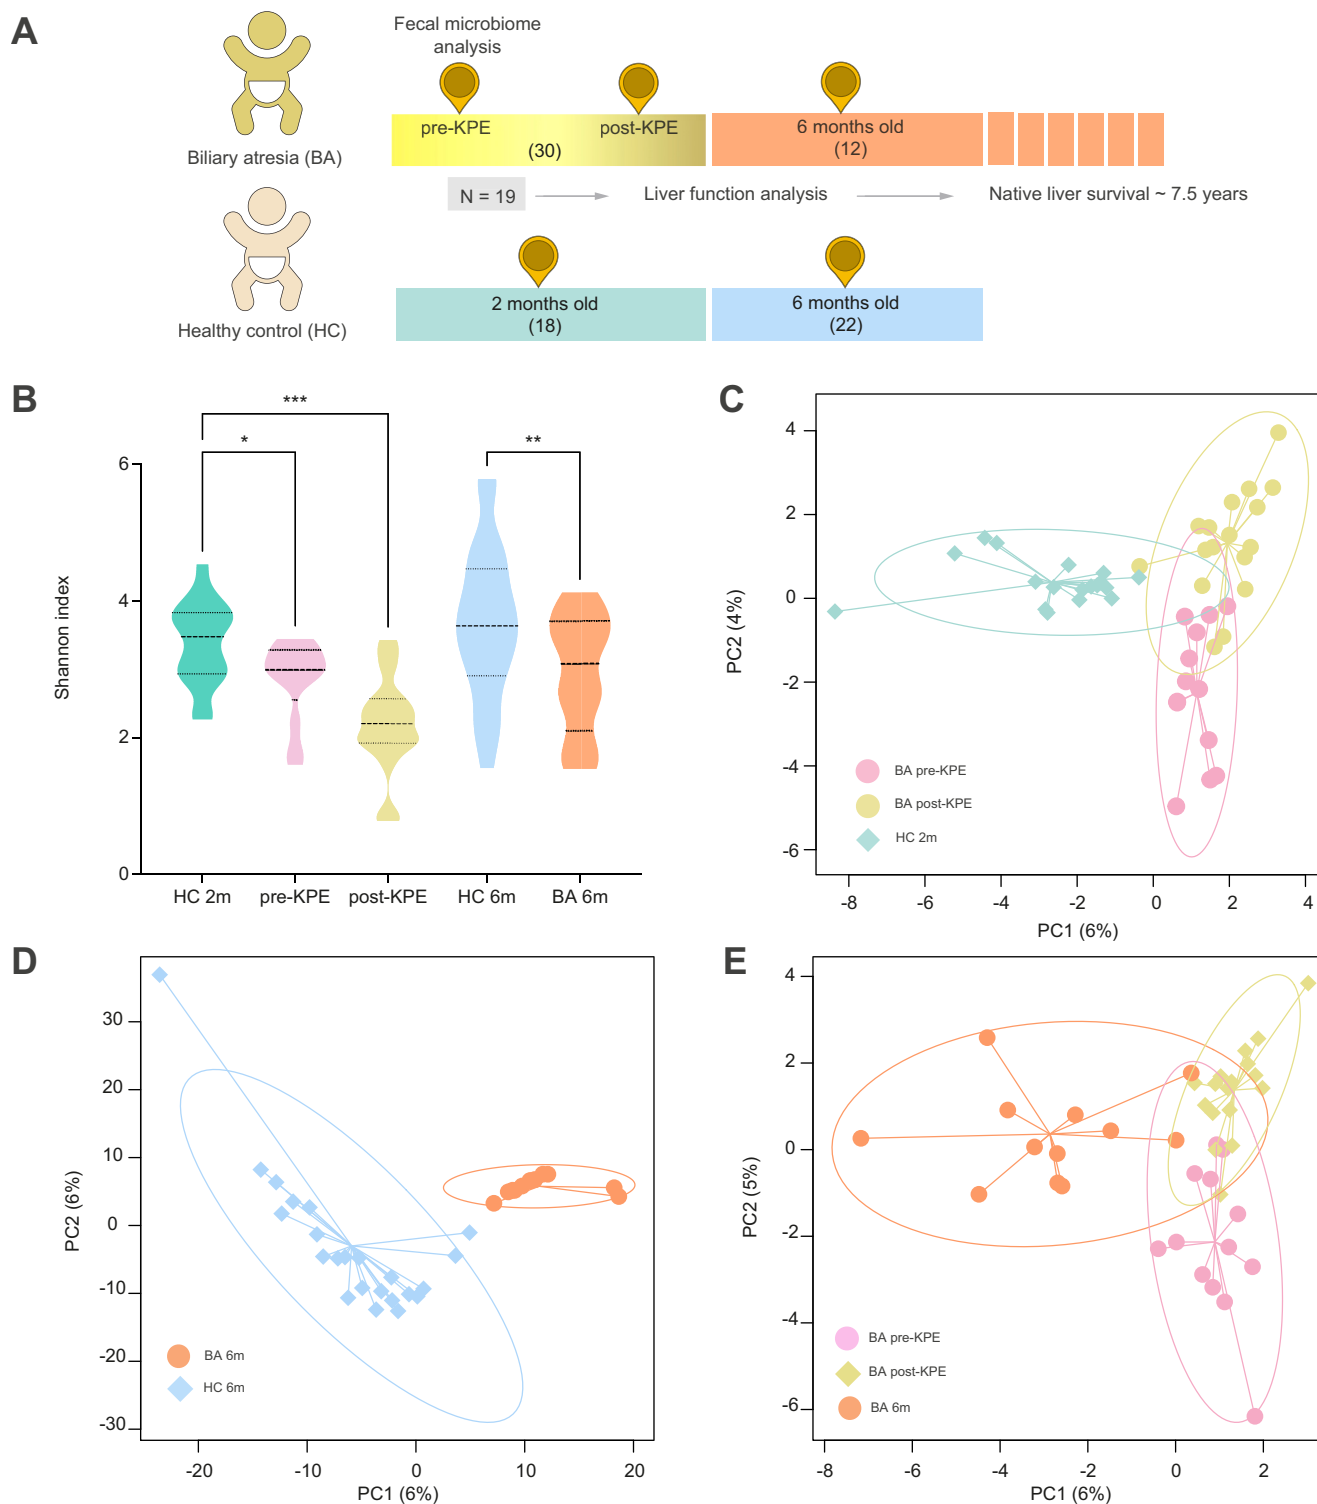 A
Fecal microbiome
analysis
pre-KPE
post-KPE
(30)
6 months old
(12)
Biliary atresia (BA)
N = 19
Liver function analysis
Native liver survival ~ 7.5 years
2 months old
(18)
6 months old
(22)
Healthy control (HC)
B
***
*
**
6
4
2
0
Shannon index
HC 2m
pre-KPE
post-KPE
HC 6m
BA 6m
C
4
2
0
-2
-4
-6
PC2 (4%)
BA pre-KPE
BA post-KPE
HC 2m
-8
-6
-4
-2
0
2
4
PC1 (6%)
D
30
20
10
0
-10
-20
-30
PC2 (6%)
BA 6m
HC 6m
-20
-10
0
10
20
PC1 (6%)
E
4
2
0
-2
-4
-6
PC2 (5%)
BA pre-KPE
BA post-KPE
BA 6m
-8
-6
-4
-2
0
2
PC1 (6%)